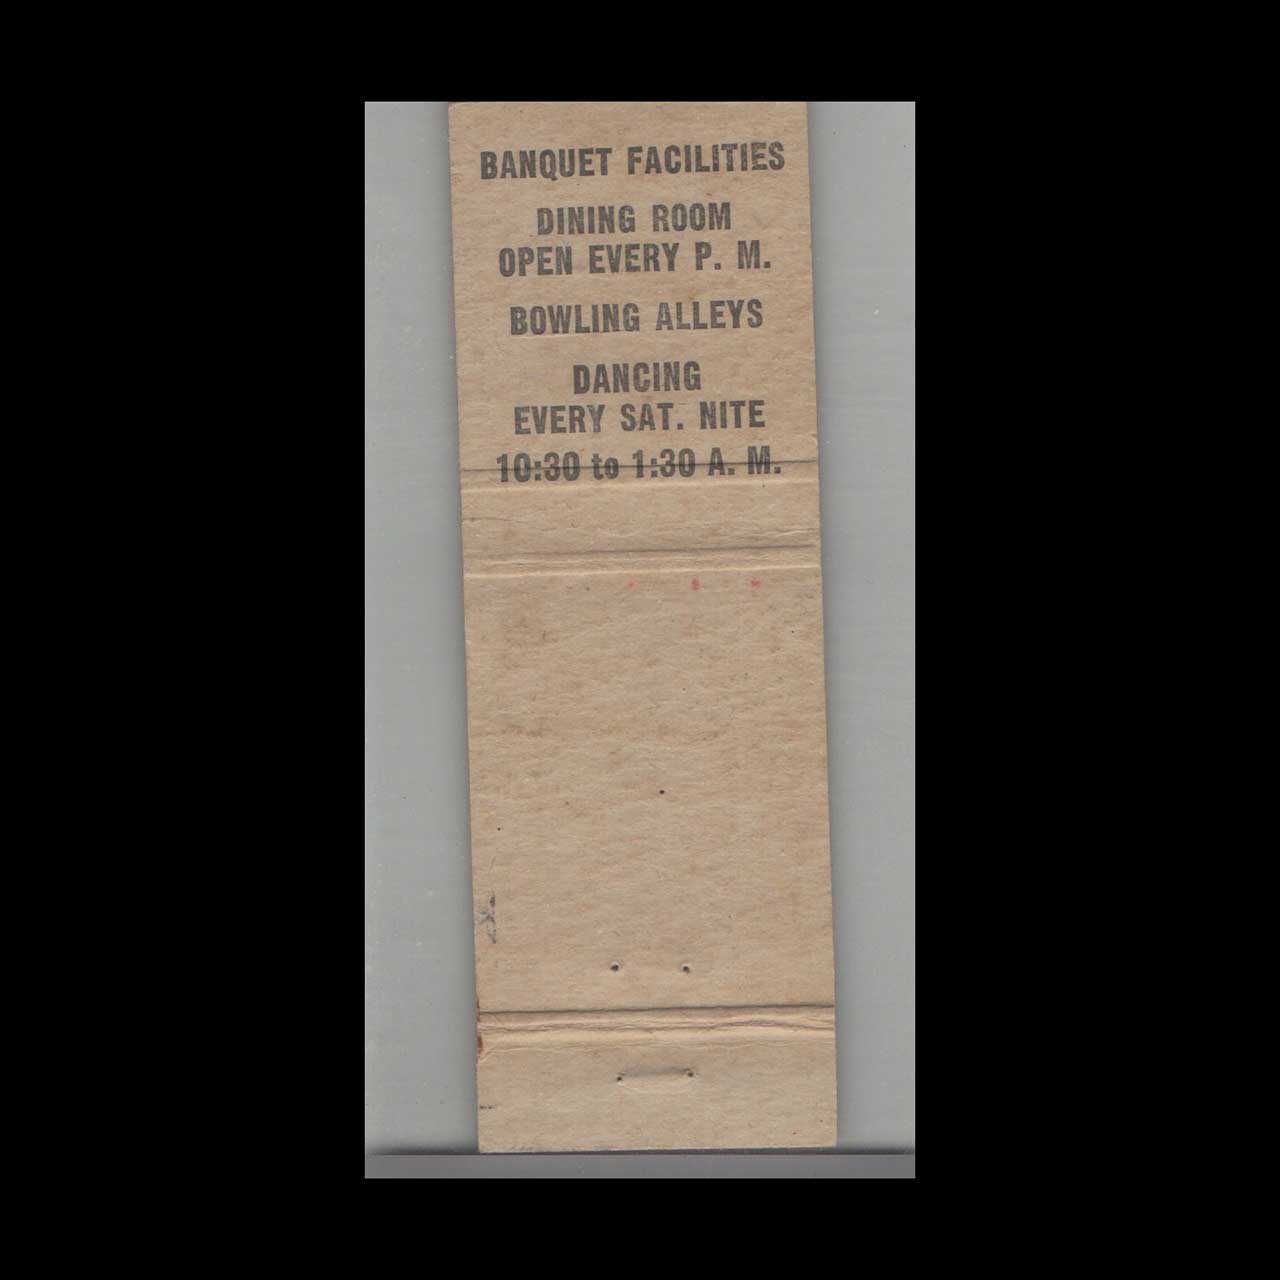 BANQUET FACILITIES
DINING ROOM
OPEN EVERY P. M.
BOWLING ALLEYS
DANCING
EVERY SAT. NITE
10:30 to 1:30 A. M.